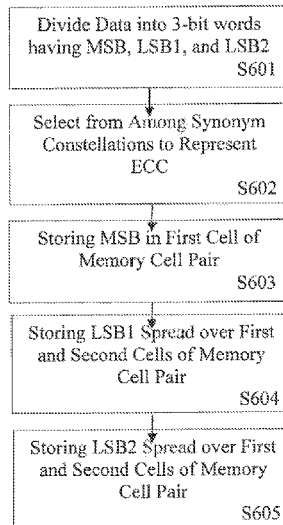 Divide Data into 3-bit words
having MSB, LSB1, and LSB2
S601
Select from Among Synonym
Constellations to Represent
ECC
S602
Storing MSB in First Cell of
Memory Cell Pair
S603
Storing LSB1 Spread over First
and Second Cells of Memory
Cell Pair
S604
Storing LSB2 Spread over First
and Second Cells of Memory
Cell Pair
S605